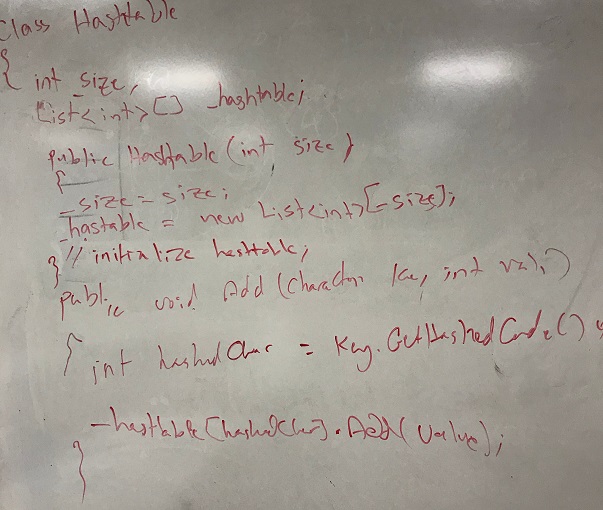 Class Hashtable
{
int _size,
List<int>[] _hashtable;
public Hashtable (int size)
{
_size = size;
_hastable = new List<int>[_size];
// initialize hashtable;
}
public void Add (Character key, int value)
{ int hashedChar = key.GetHashedCode()
_hashtable[hashedChar].Add(value);
}